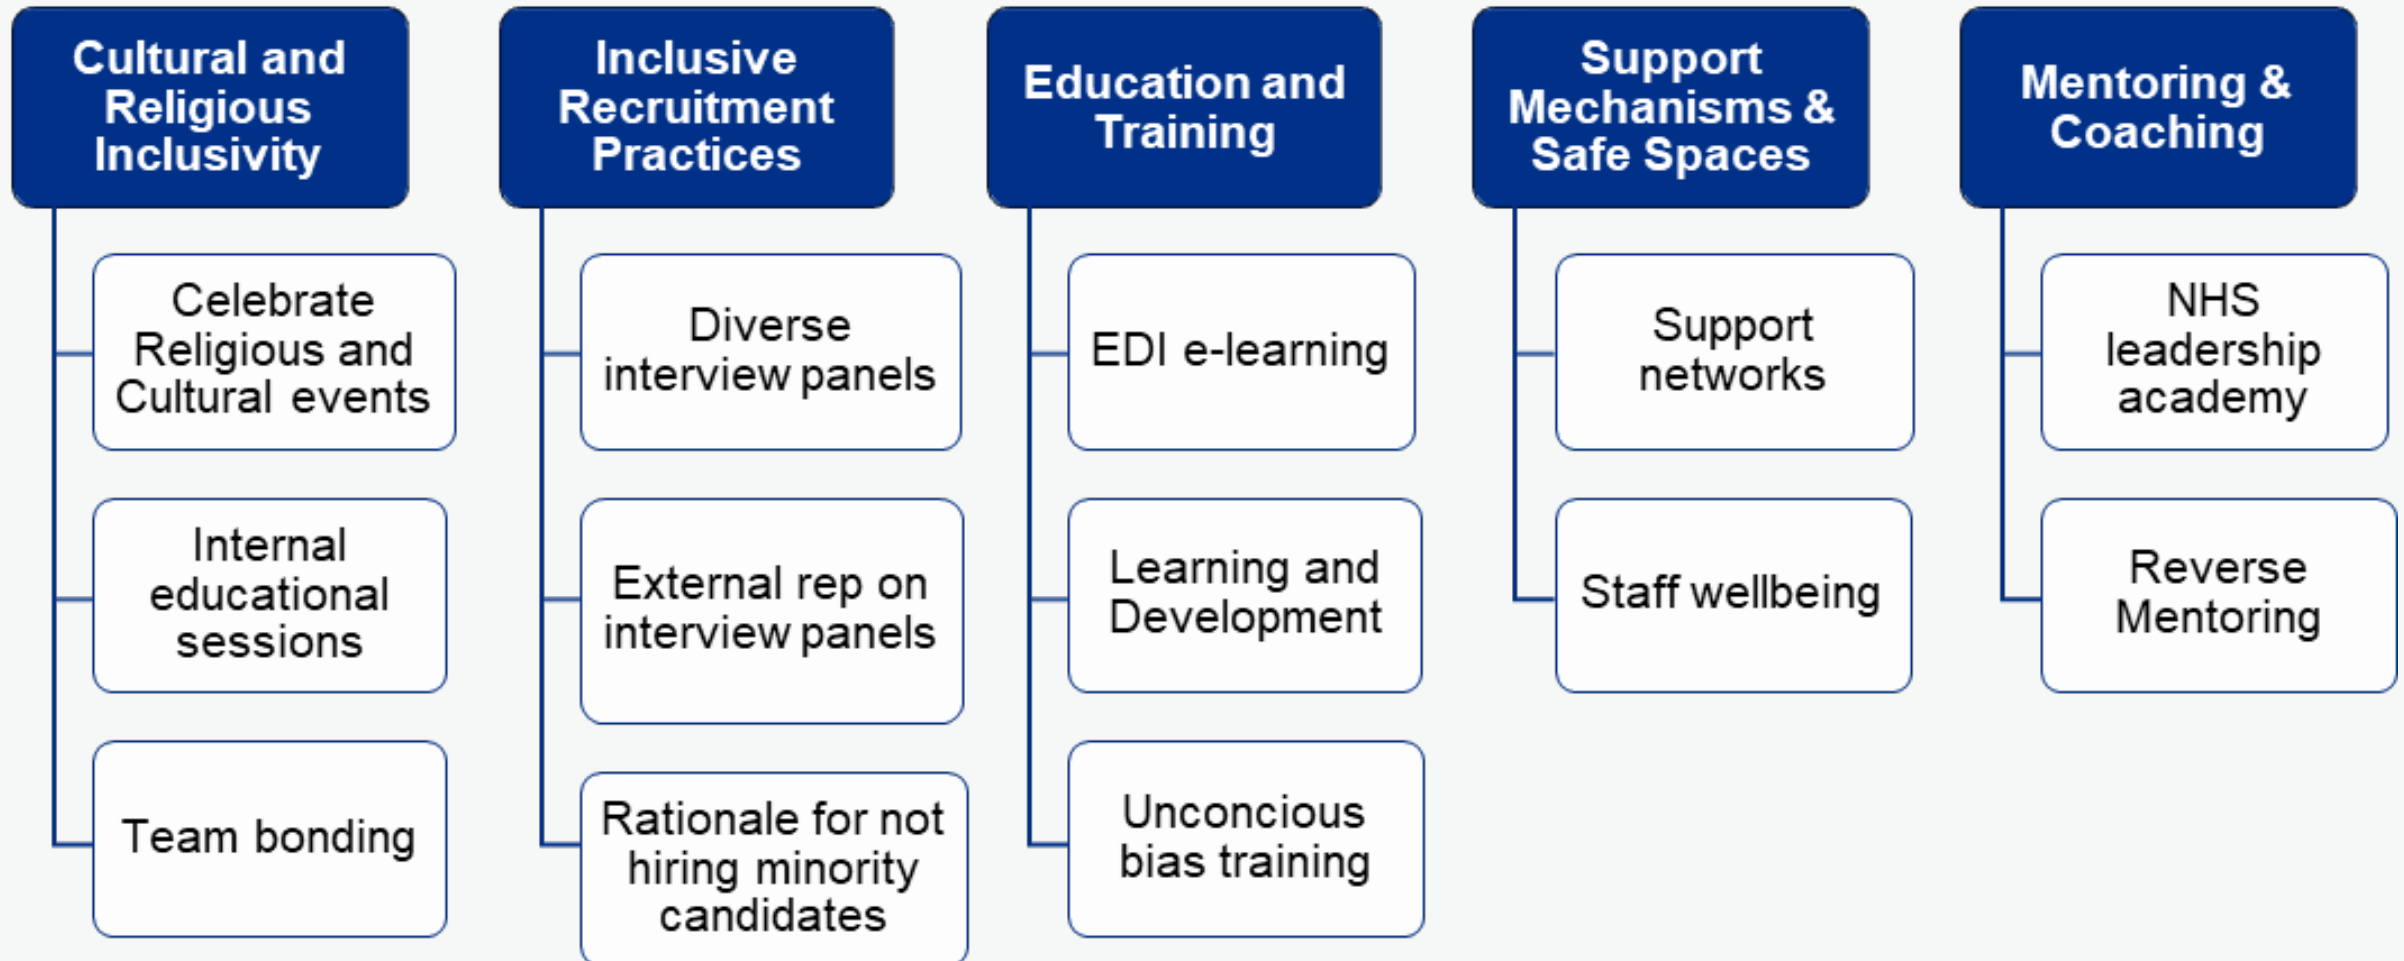 Cultural and
Religious
Inclusivity
Celebrate
Religious and
Cultural events
Internal
educational
sessions
Team bonding
Inclusive
Recruitment
Practices
Diverse
interview panels
External rep on
interview panels
Rationale for not
hiring minority
candidates
Education and
Training
EDI e-learning
Learning and
Development
Unconcious
bias training
Support
Mechanisms &
Safe Spaces
Support
networks
Staff wellbeing
Mentoring &
Coaching
NHS
leadership
academy
Reverse
Mentoring